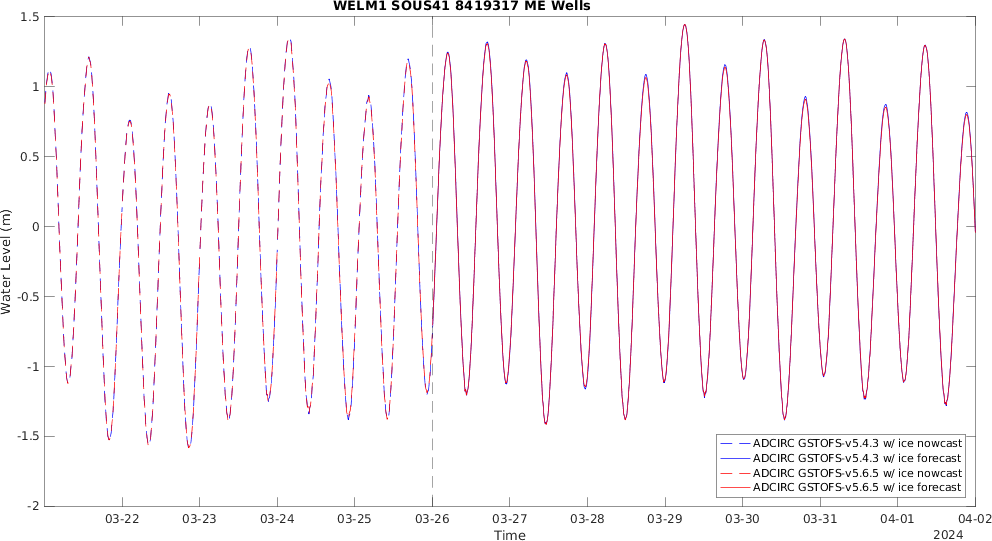 WELM1 SOUS41 8419317 ME Wells
1.5
1
0.5
0
-0.5
-1
-1.5
-2
Water Level (m)
03-22 03-23 03-24 03-25 03-26 03-27 03-28 03-29 03-30 03-31 04-01 04-02
Time
2024
ADCIRC GSTOFS-v5.4.3 w/ ice nowcast
ADCIRC GSTOFS-v5.4.3 w/ ice forecast
ADCIRC GSTOFS-v5.6.5 w/ ice nowcast
ADCIRC GSTOFS-v5.6.5 w/ ice forecast